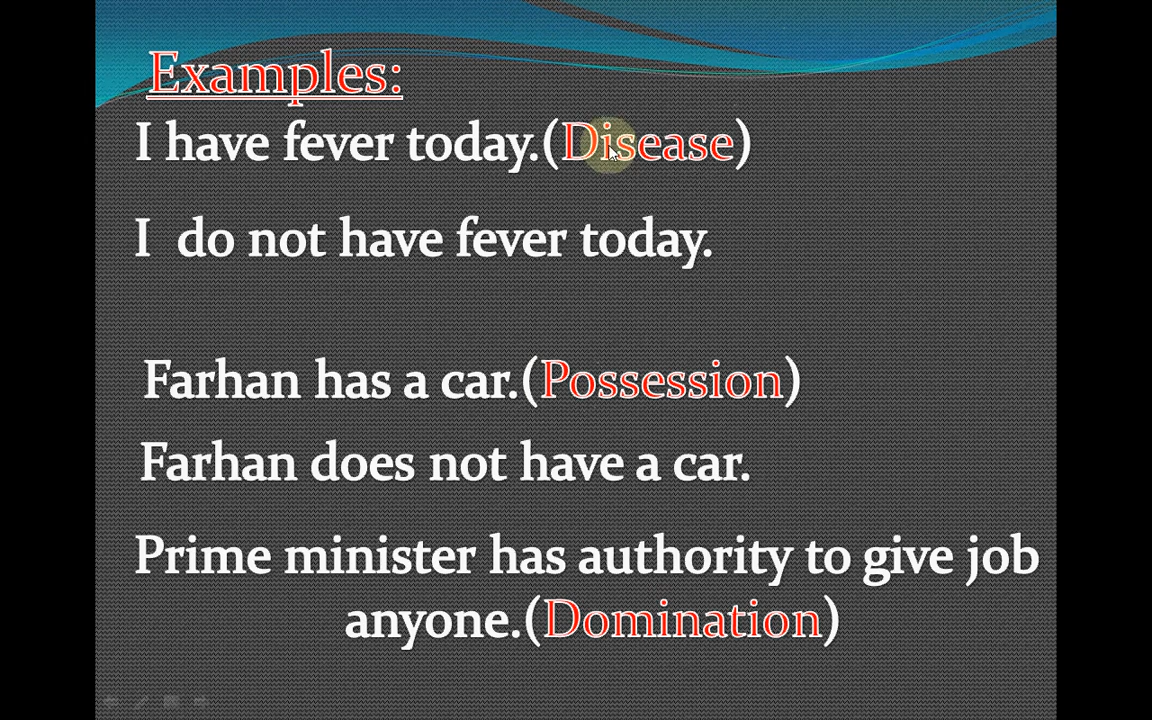 Examples:
I have fever today.(Disease)
I do not have fever today.
Farhan has a car.(Possession)
Farhan does not have a car.
Prime minister has authority to give job
anyone.(Domination)